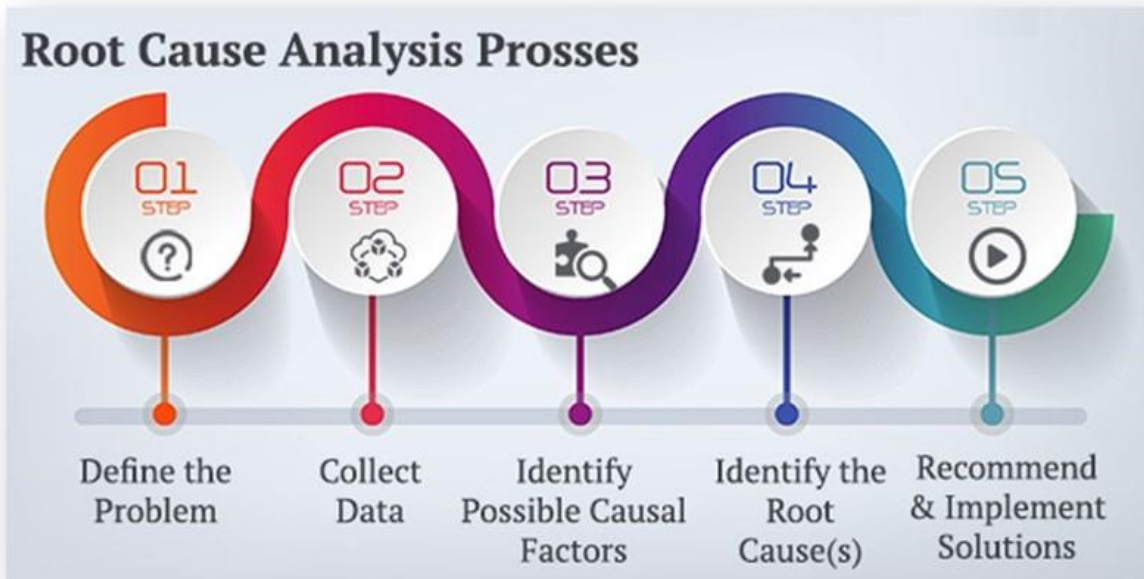 Root Cause Analysis Prosses
01
STEP
02
STEP
03
STEP
04
STEP
05
STEP
Define the
Problem
Collect
Data
Identify
Possible Causal
Factors
Identify the
Root
Cause(s)
Recommend
& Implement
Solutions